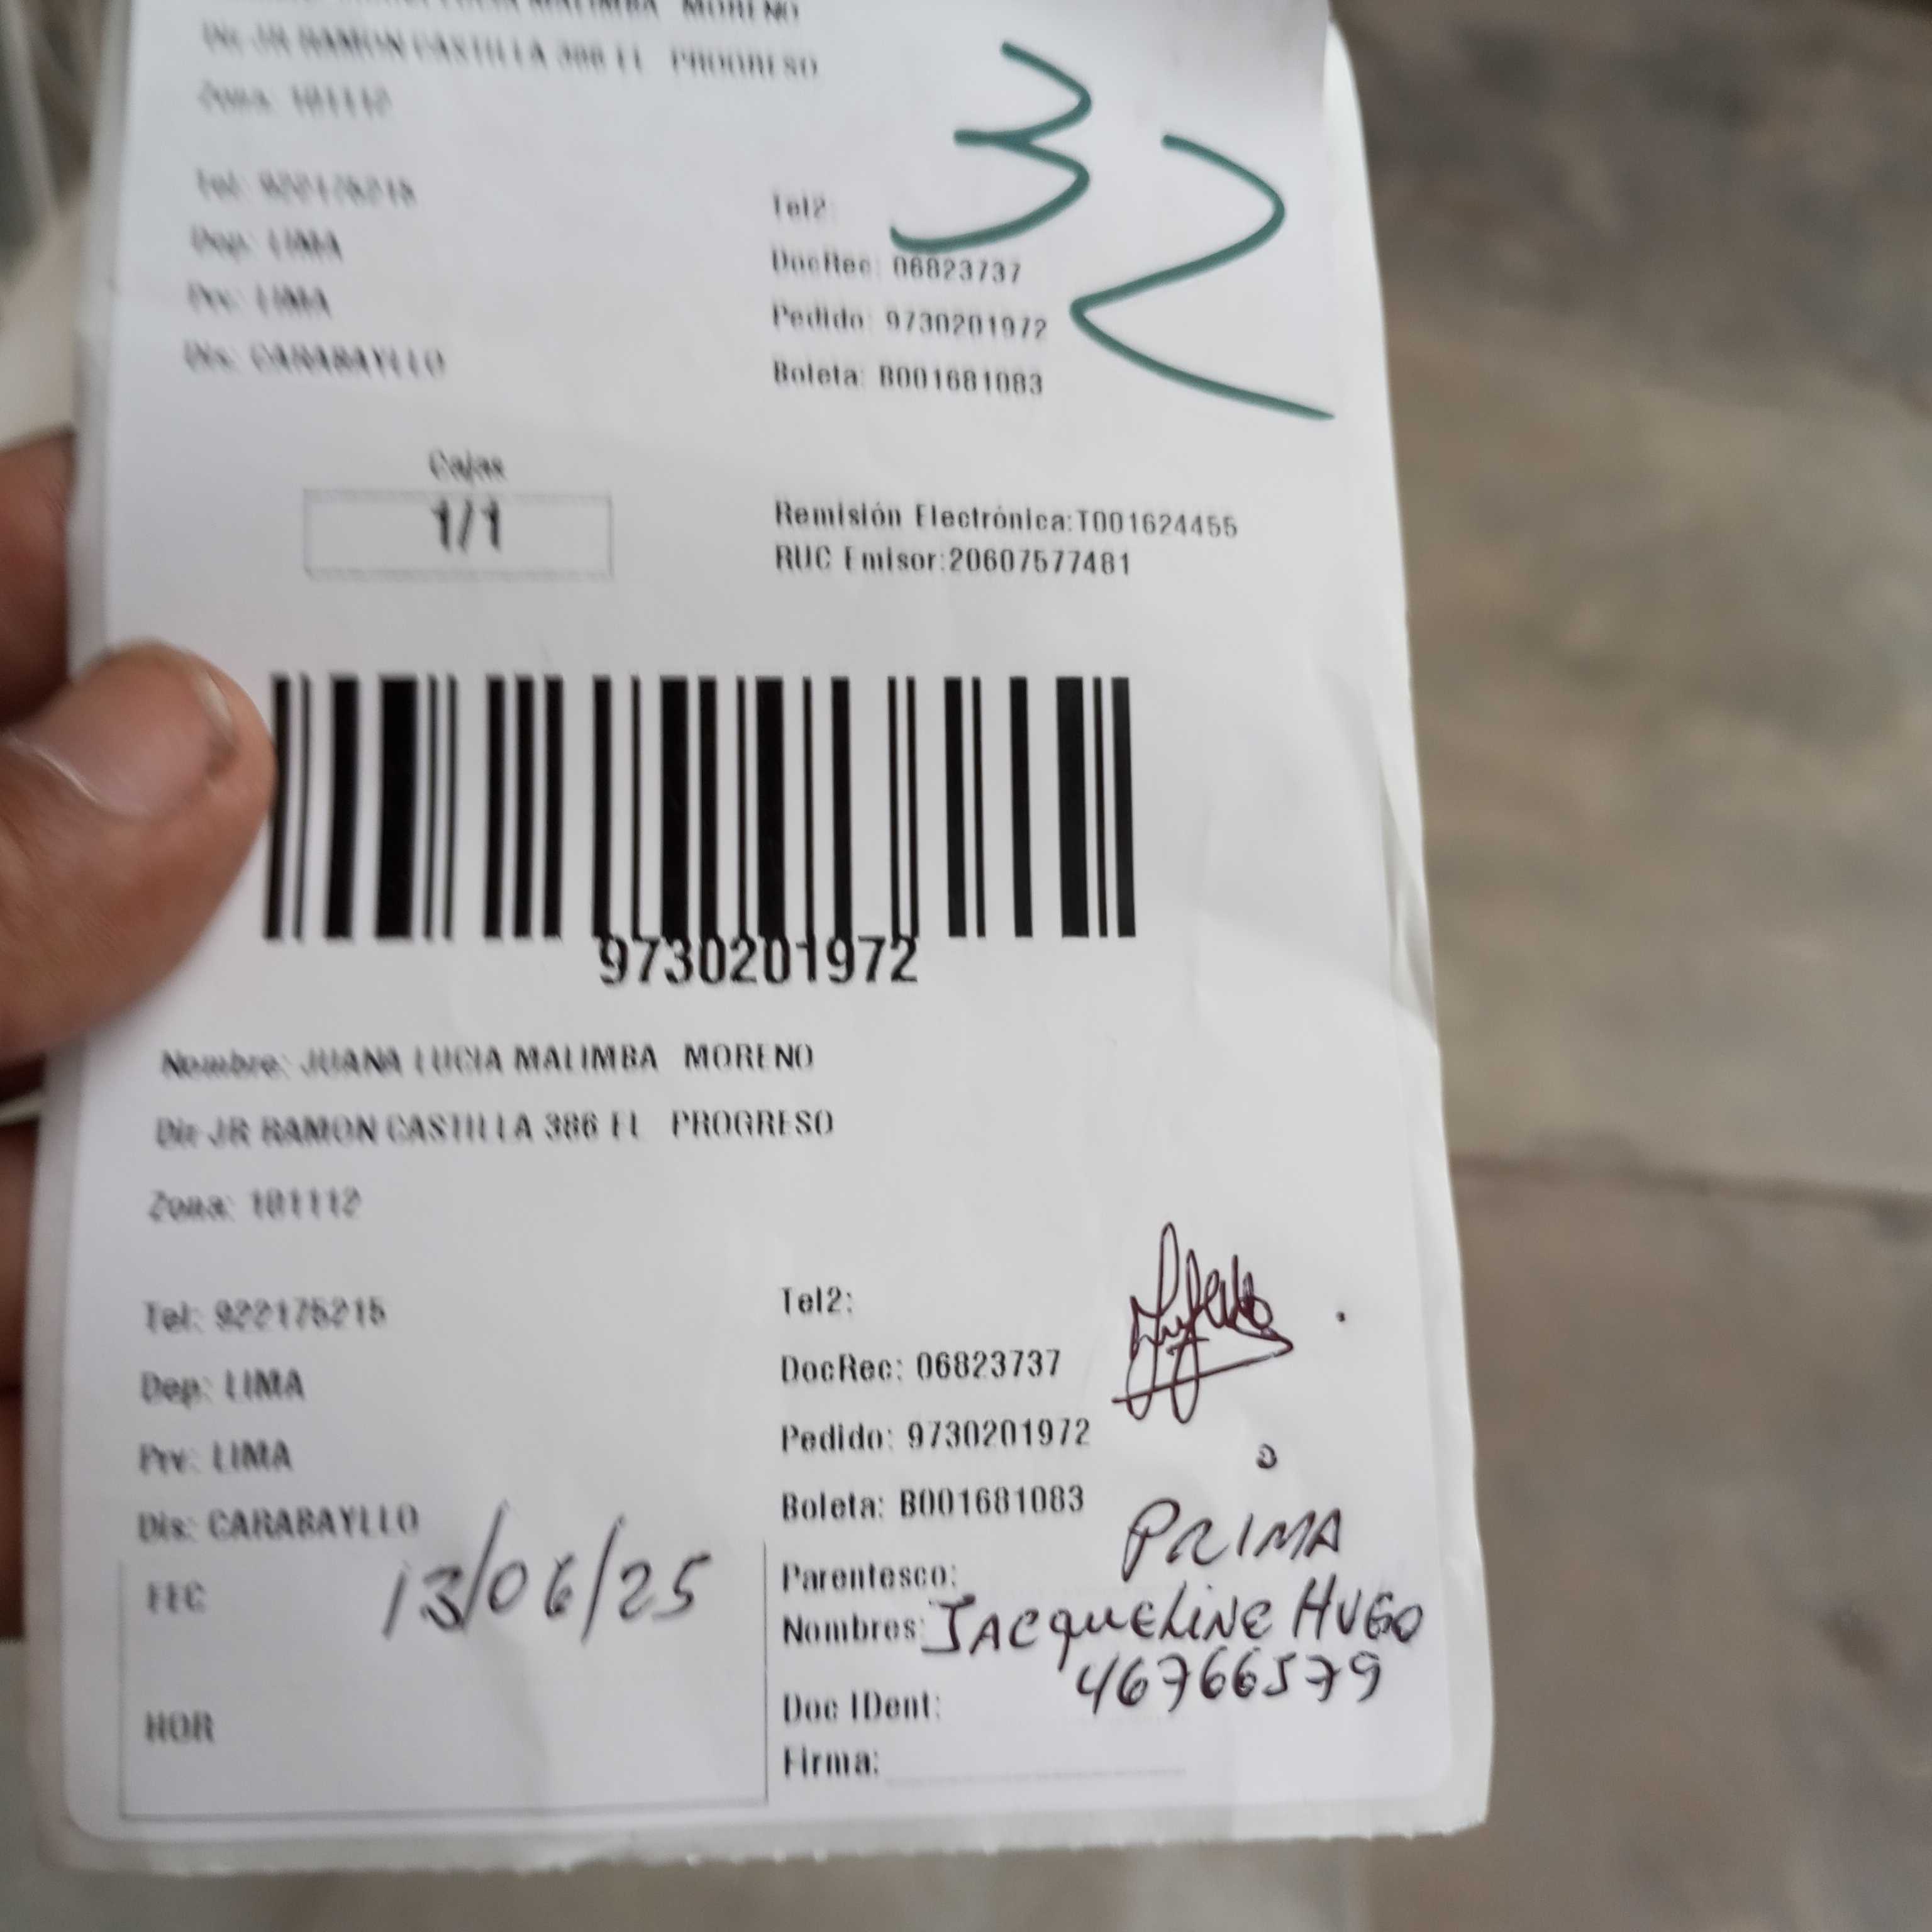 MALIMBA MORENO
Dir JR RAMON CASTILLA 386 EL PROGRESO
Zona: 101112
32
Tel: 922175215
Tel2:
Dep: LIMA
DocRec: 06823737
Prv: LIMA
Pedido: 9730201972
Dis: CARABAYLLO
Boleta: B001681083
Cajas
1/1
Remisión Electrónica:T001624455
RUC Emisor:20607577481
9730201972
Nombre: JUANA LUCIA MALIMBA MORENO
Dir JR RAMON CASTILLA 386 EL PROGRESO
Zona: 101112
Tel: 922175215
Tel2:
Dep: LIMA
DocRec: 06823737
Prv: LIMA
Pedido: 9730201972
Dis: CARABAYLLO
Boleta: B001681083
FEC 13/06/25
Parentesco: PRIMA
Nombres: JACQUELINE HUGO
HOR
Doc IDent: 46766579
Firma: